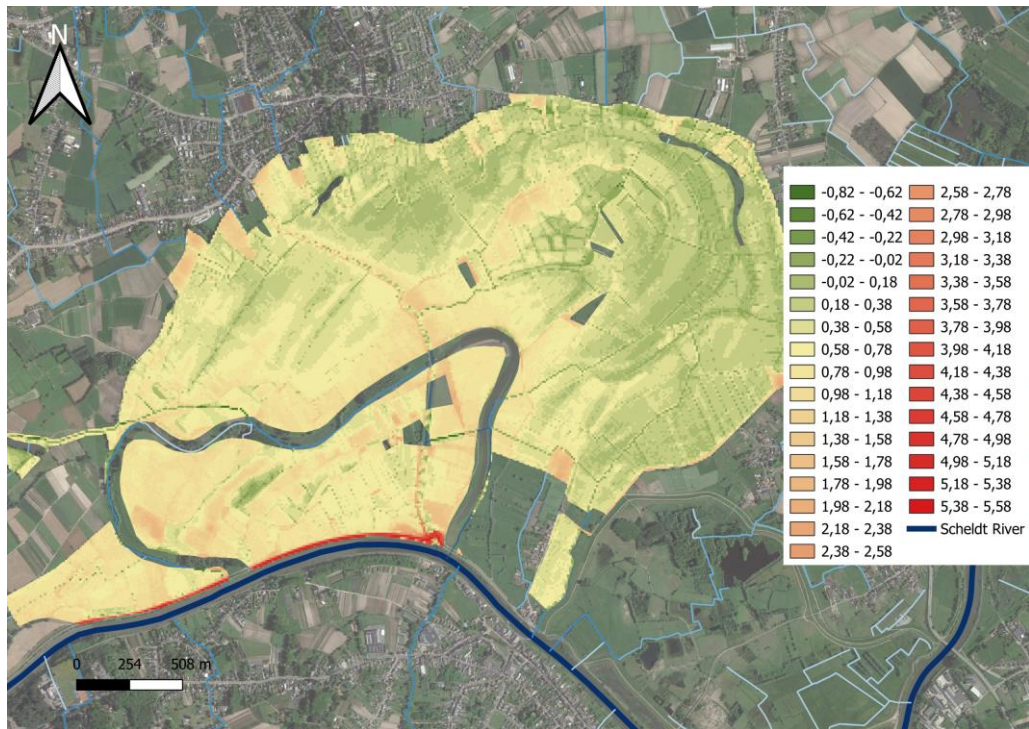 N
-0,82 - -0,62
-0,62 - -0,42
-0,42 - -0,22
-0,22 - -0,02
-0,02 - 0,18
0,18 - 0,38
0,38 - 0,58
0,58 - 0,78
0,78 - 0,98
0,98 - 1,18
1,18 - 1,38
1,38 - 1,58
1,58 - 1,78
1,78 - 1,98
1,98 - 2,18
2,18 - 2,38
2,38 - 2,58
2,58 - 2,78
2,78 - 2,98
2,98 - 3,18
3,18 - 3,38
3,38 - 3,58
3,58 - 3,78
3,78 - 3,98
3,98 - 4,18
4,18 - 4,38
4,38 - 4,58
4,58 - 4,78
4,78 - 4,98
4,98 - 5,18
5,18 - 5,38
5,38 - 5,58
Scheldt River
0 254 508 m